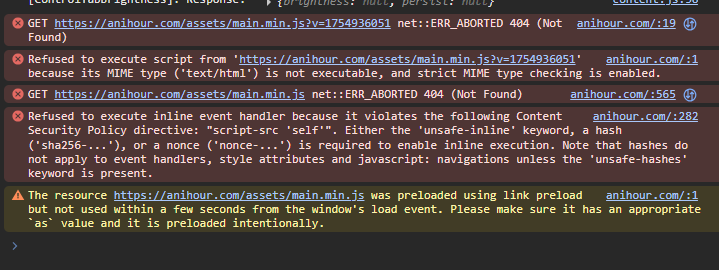 [ControlTabBrightness]: Response: ▸ {brightness: null, persist: null} content.js:50
GET https://anihour.com/assets/main.min.js?v=1754936051 net::ERR_ABORTED 404 (Not anihour.com/:19
Found)
Refused to execute script from 'https://anihour.com/assets/main.min.js?v=1754936051' anihour.com/:1
because its MIME type ('text/html') is not executable, and strict MIME type checking is enabled.
GET https://anihour.com/assets/main.min.js net::ERR_ABORTED 404 (Not Found) anihour.com/:565
Refused to execute inline event handler because it violates the following Content anihour.com/:282
Security Policy directive: "script-src 'self'". Either the 'unsafe-inline' keyword, a hash
('sha256-...'), or a nonce ('nonce-...') is required to enable inline execution. Note that hashes do
not apply to event handlers, style attributes and javascript: navigations unless the 'unsafe-hashes'
keyword is present.
The resource https://anihour.com/assets/main.min.js was preloaded using link preload anihour.com/:1
but not used within a few seconds from the window's load event. Please make sure it has an appropriate
`as` value and it is preloaded intentionally.